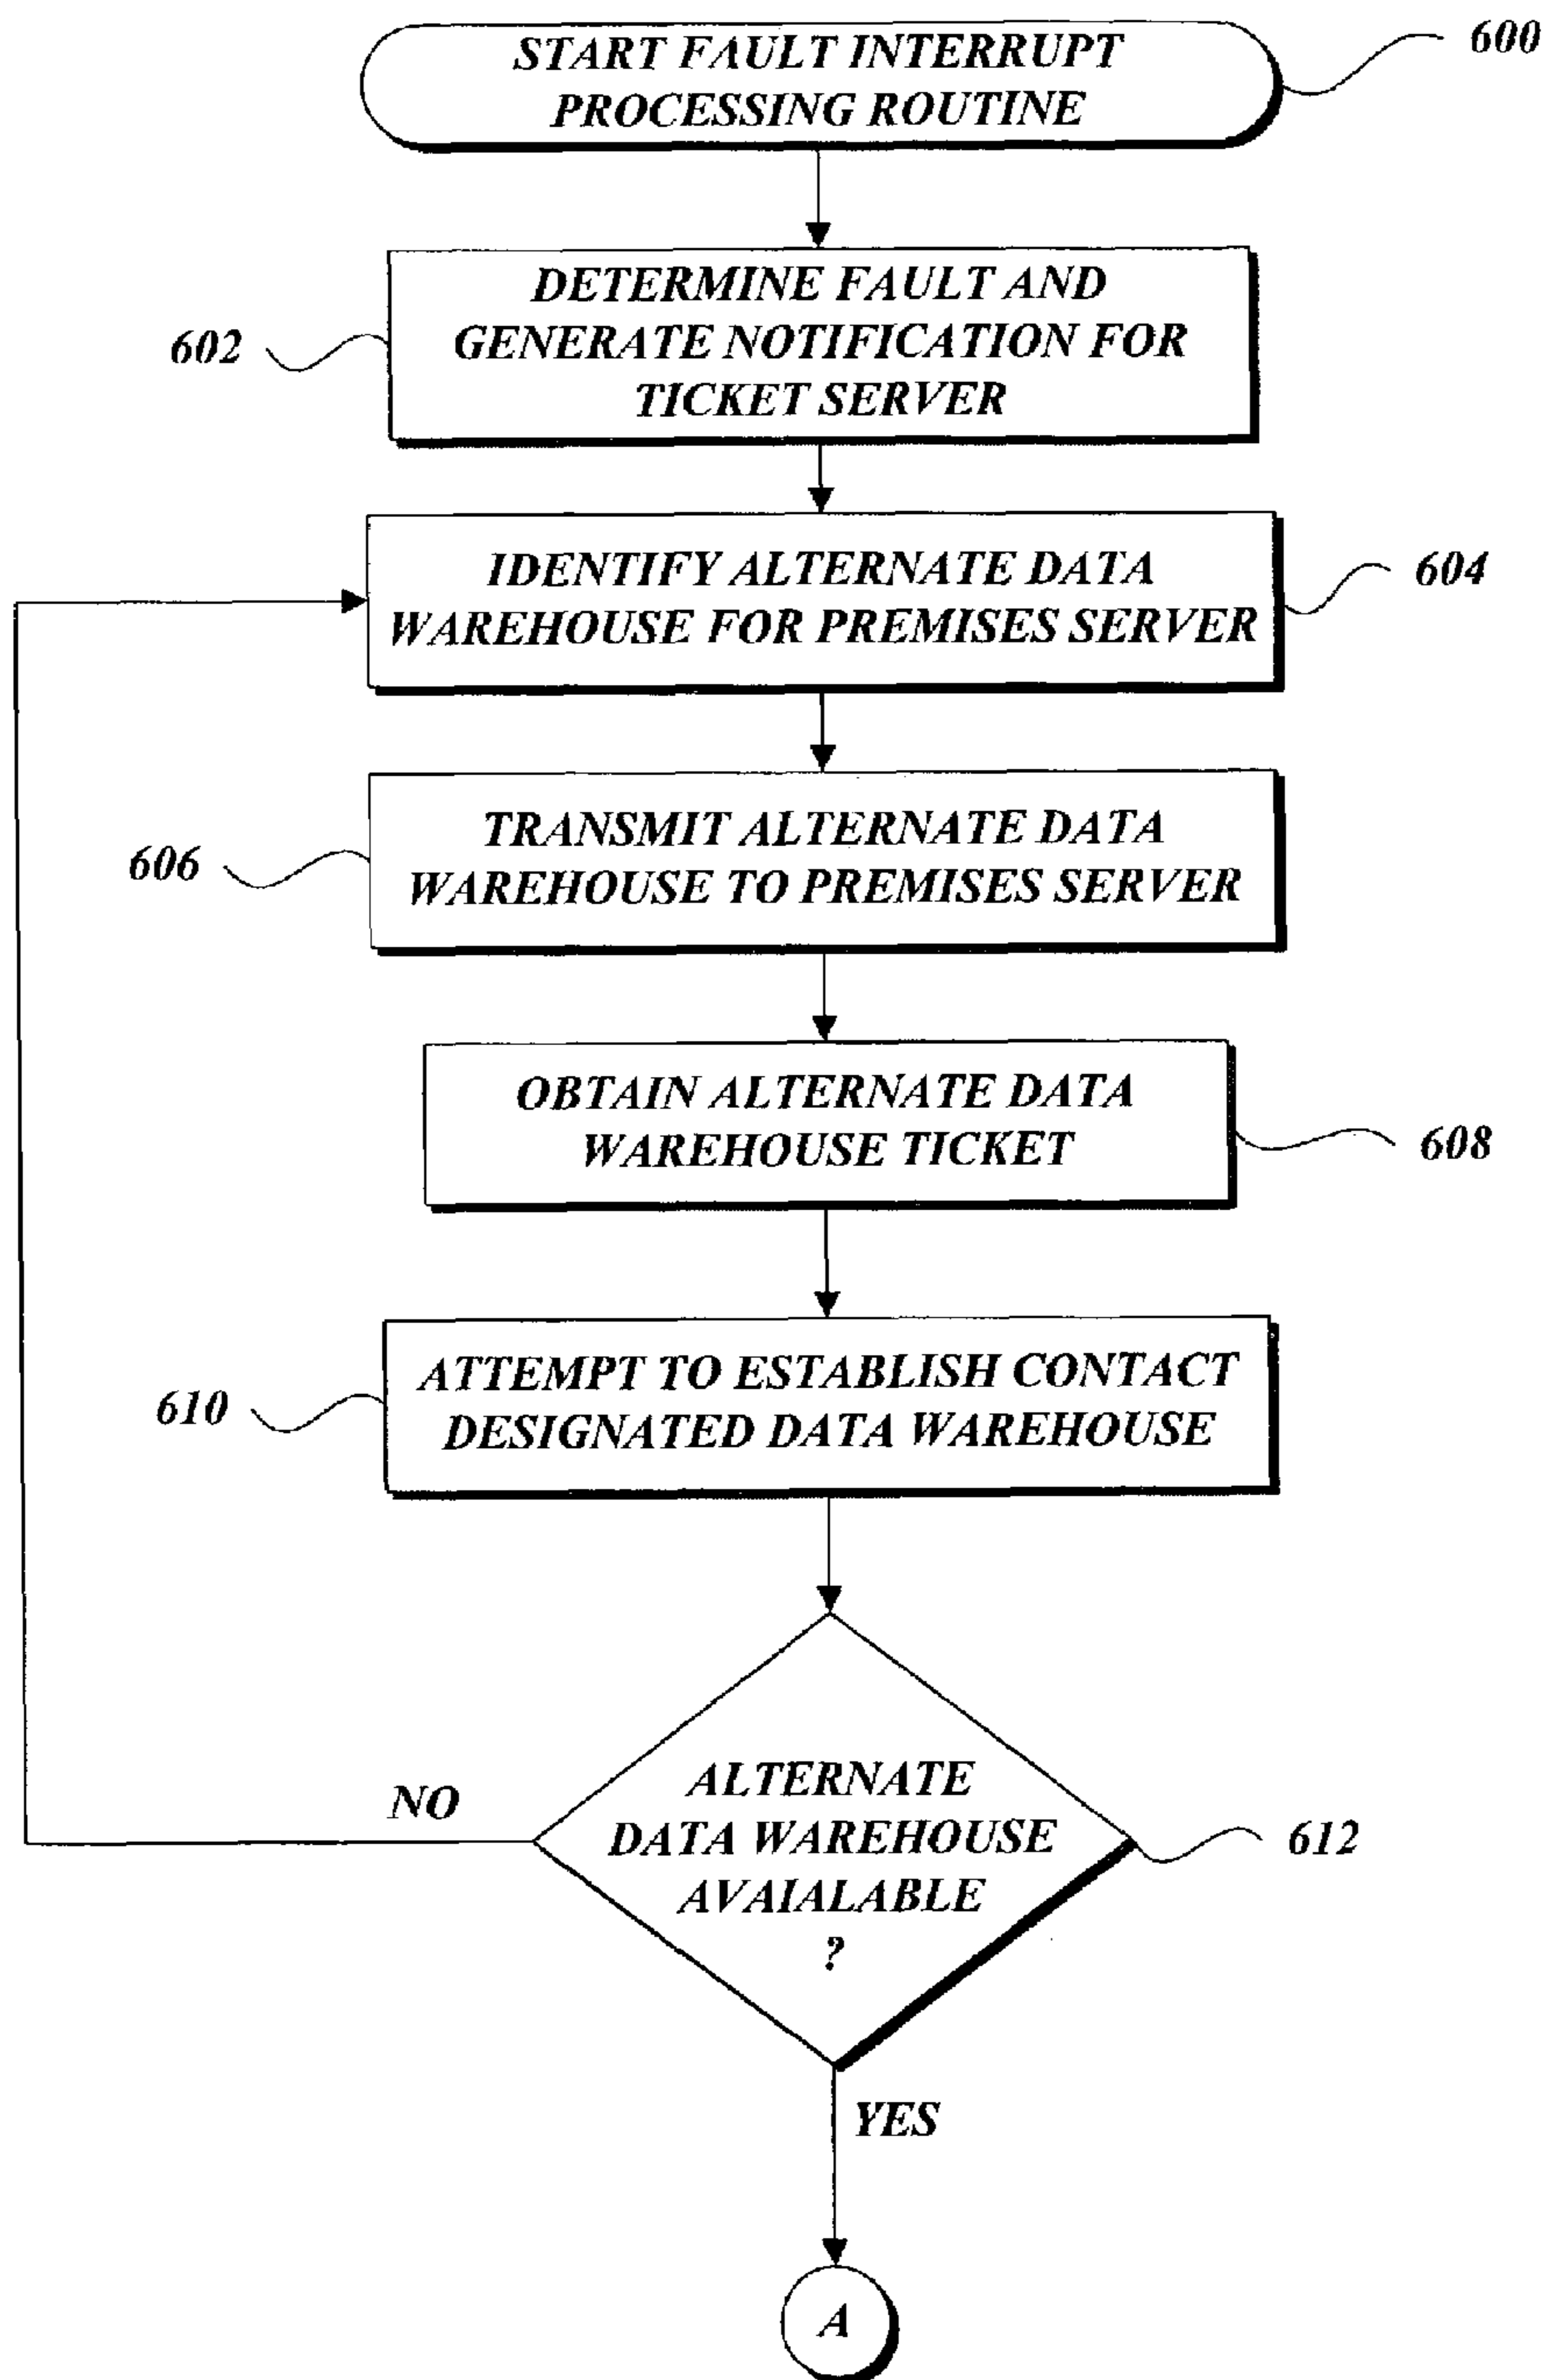 START FAULT INTERRUPT
PROCESSING ROUTINE
600
DETERMINE FAULT AND
GENERATE NOTIFICATION FOR
TICKET SERVER
602
IDENTIFY ALTERNATE DATA
WAREHOUSE FOR PREMISES SERVER
604
TRANSMIT ALTERNATE DATA
WAREHOUSE TO PREMISES SERVER
606
OBTAIN ALTERNATE DATA
WAREHOUSE TICKET
608
ATTEMPT TO ESTABLISH CONTACT
DESIGNATED DATA WAREHOUSE
610
NO
ALTERNATE
DATA WAREHOUSE
AVAIALABLE
?
612
YES
A